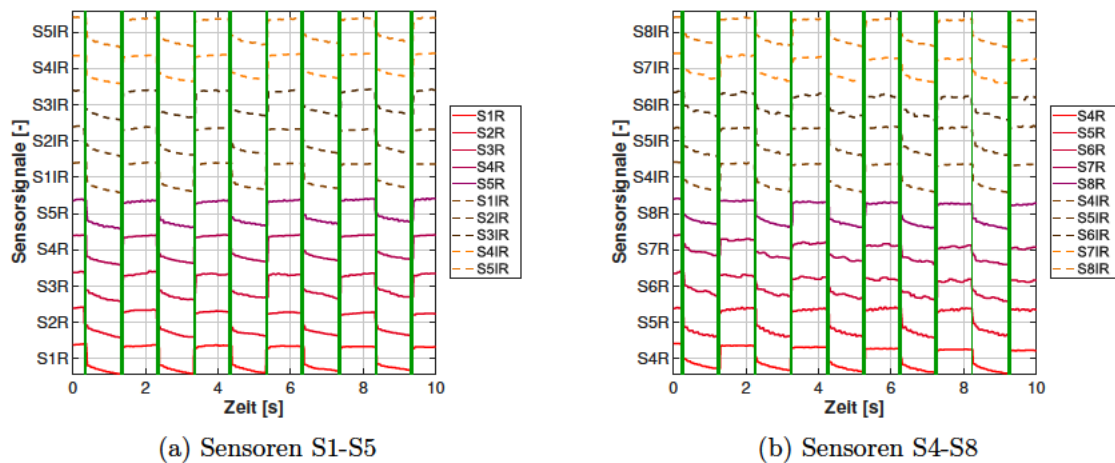 Sensorsignale [-]
S5IR
S4IR
S3IR
S2IR
S1IR
S5R
S4R
S3R
S2R
S1R
0 2 4 6 8 10
Zeit [s]
S1R
S2R
S3R
S4R
S5R
S1IR
S2IR
S3IR
S4IR
S5IR
(a) Sensoren S1-S5
Sensorsignale [-]
S8IR
S7IR
S6IR
S5IR
S4IR
S8R
S7R
S6R
S5R
S4R
0 2 4 6 8 10
Zeit [s]
S4R
S5R
S6R
S7R
S8R
S4IR
S5IR
S6IR
S7IR
S8IR
(b) Sensoren S4-S8